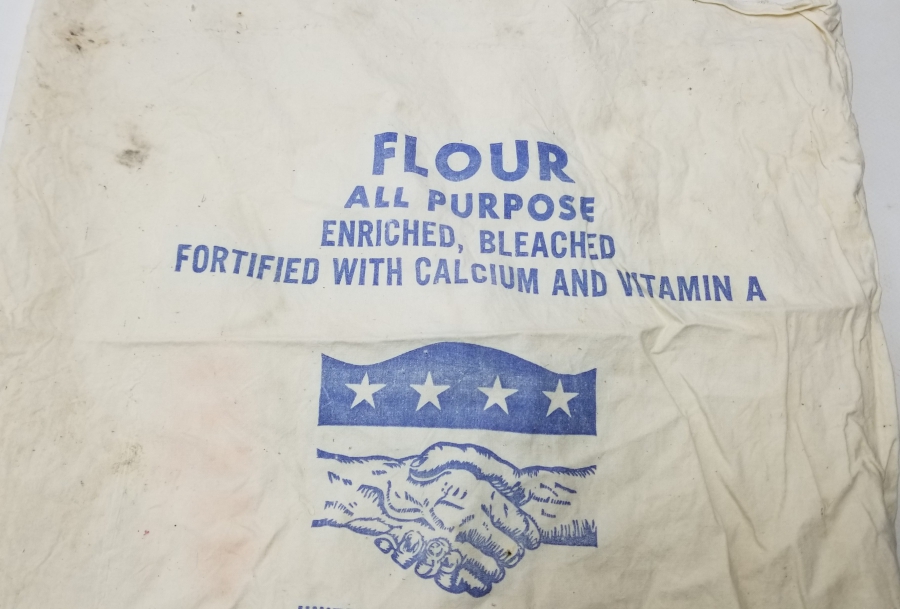 FLOUR
ALL PURPOSE
ENRICHED, BLEACHED
FORTIFIED WITH CALCIUM AND VITAMIN A